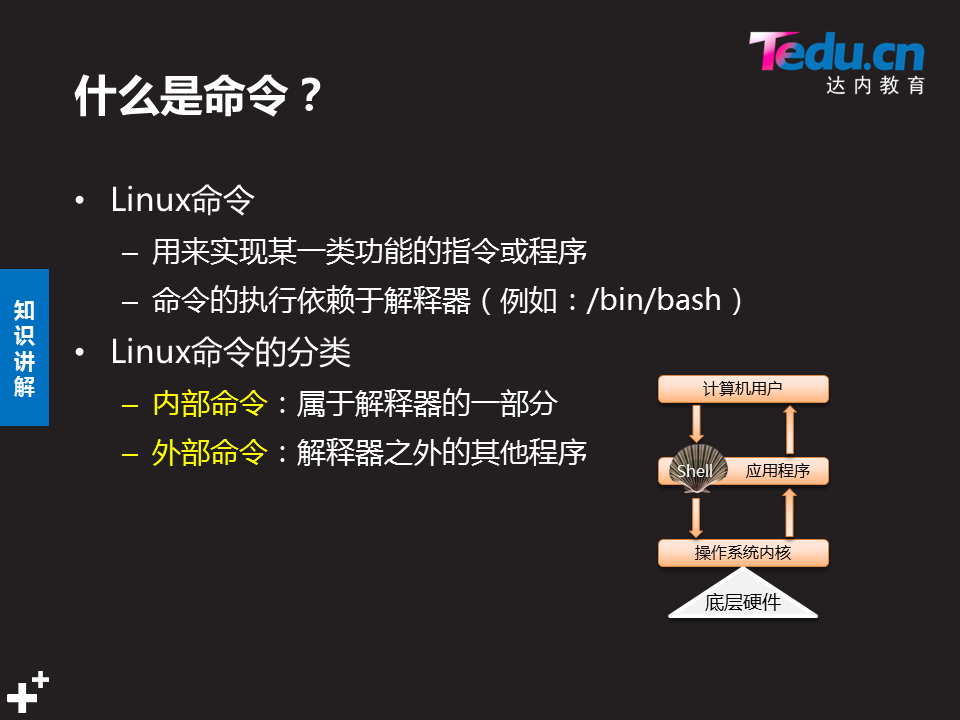 Tedu.cn
达内教育
什么是命令？
• Linux命令
– 用来实现某一类功能的指令或程序
– 命令的执行依赖于解释器（例如：/bin/bash）
• Linux命令的分类
– 内部命令：属于解释器的一部分
– 外部命令：解释器之外的其他程序
知
识
讲
解
计算机用户
Shell 应用程序
操作系统内核
底层硬件